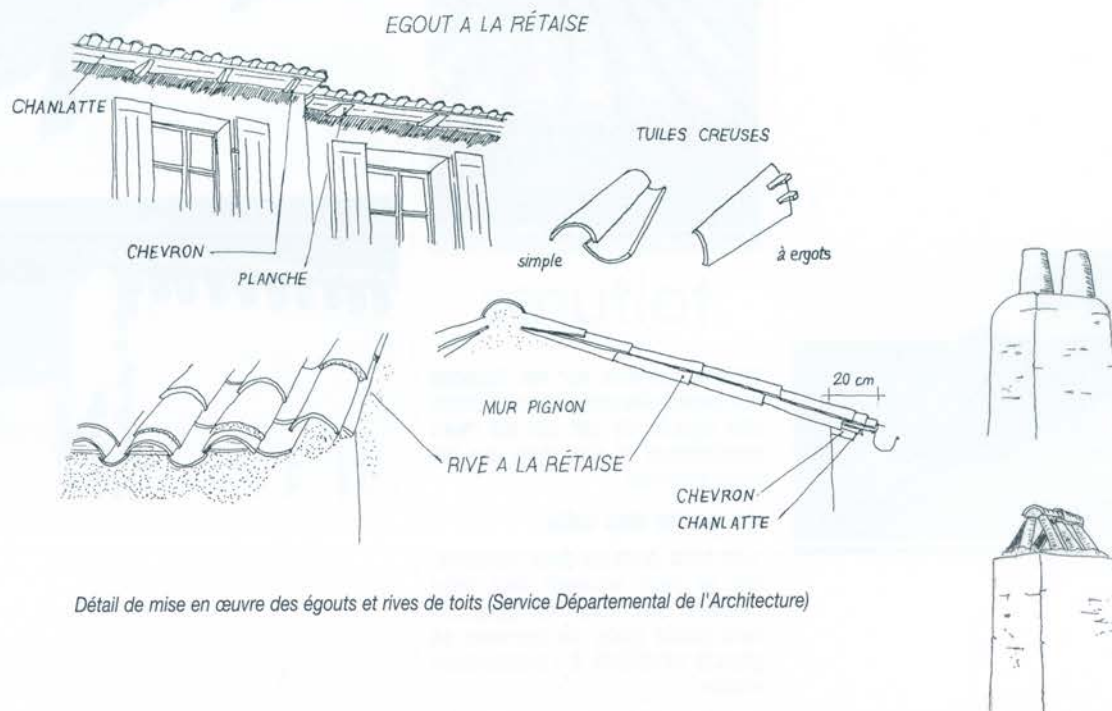 EGOUT A LA RÉTAISE
CHANLATTE
TUILES CREUSES
CHEVRON
PLANCHE
simple
à ergots
20 cm
MUR PIGNON
RIVE A LA RÉTAISE
CHEVRON
CHANLATTE
Détail de mise en œuvre des égouts et rives de toits (Service Départemental de l'Architecture)